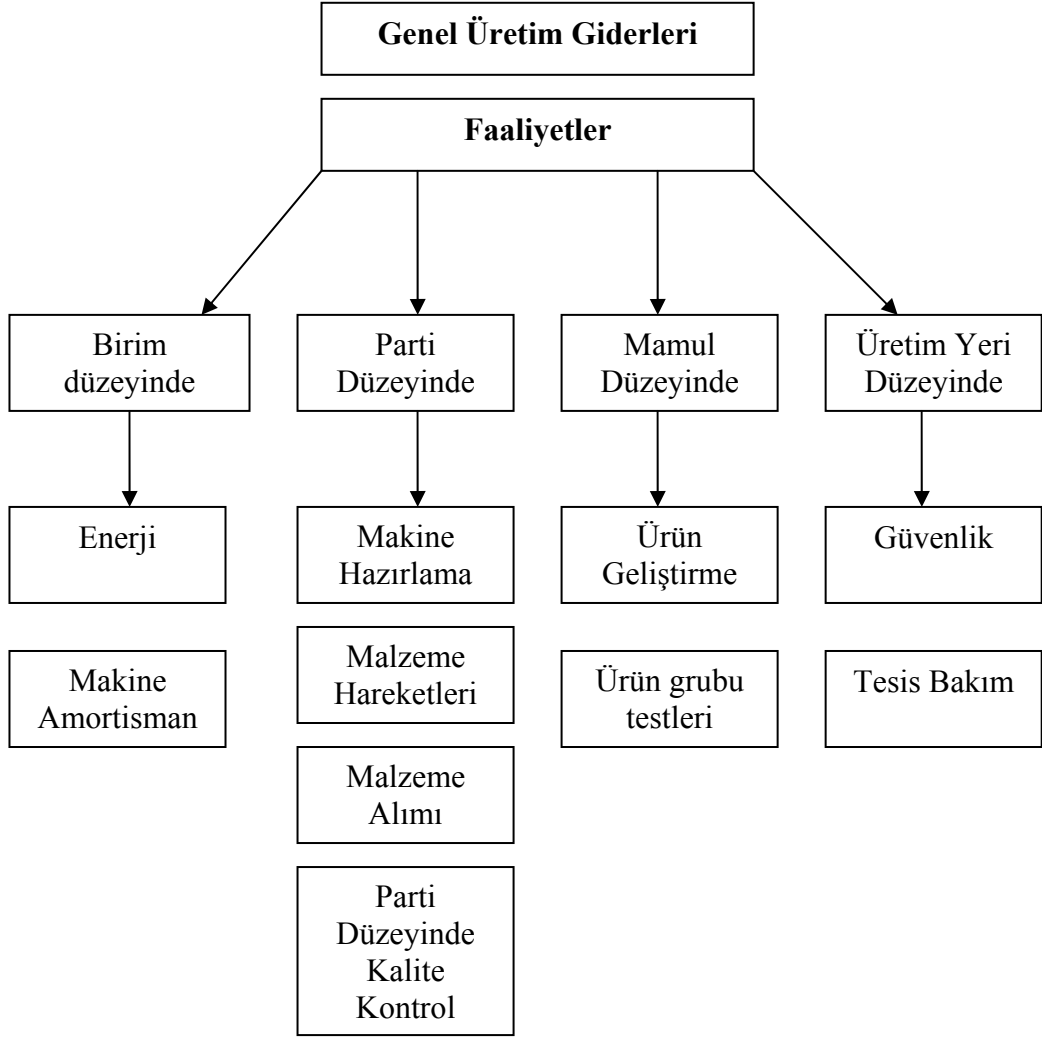 Genel Üretim Giderleri
Faaliyetler
Birim
düzeyinde
Parti
Düzeyinde
Mamul
Düzeyinde
Üretim Yeri
Düzeyinde
Enerji
Makine
Hazırlama
Ürün
Geliştirme
Güvenlik
Makine
Amortisman
Malzeme
Hareketleri
Ürün grubu
testleri
Tesis Bakım
Malzeme
Alımı
Parti
Düzeyinde
Kalite
Kontrol